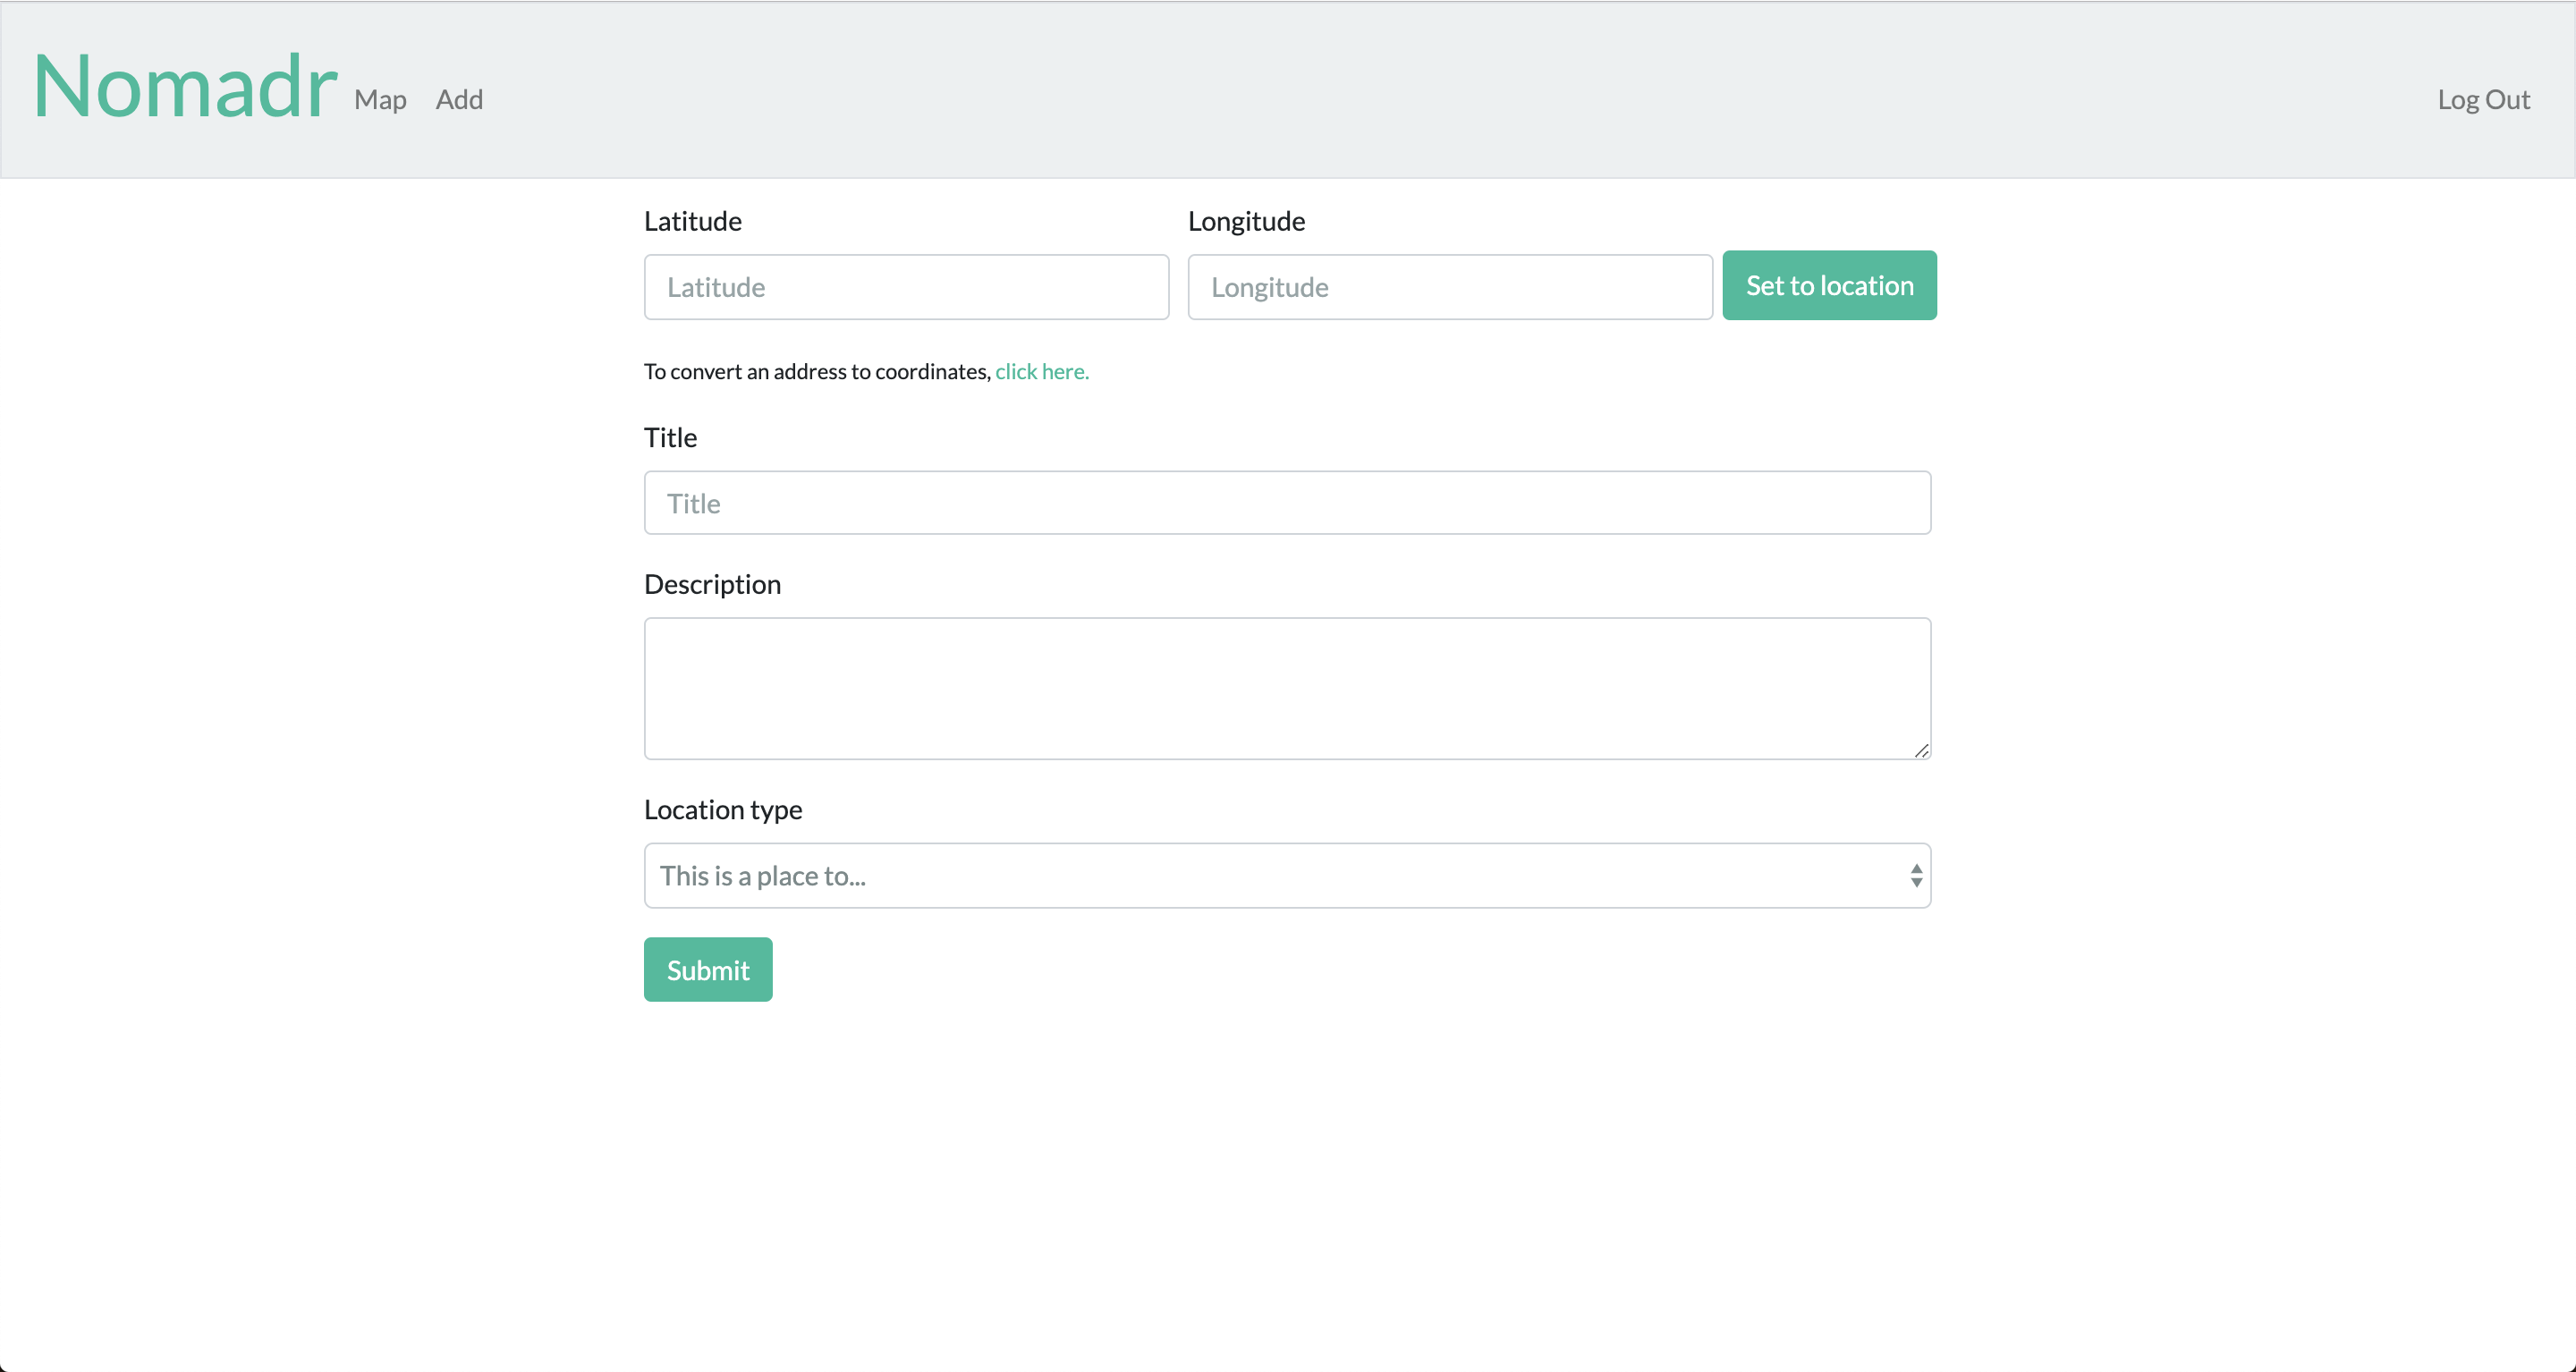 Nomadr Map Add Log Out
Latitude Longitude
Latitude Longitude Set to location
To convert an address to coordinates, click here.
Title
Title
Description
Location type
This is a place to...
Submit